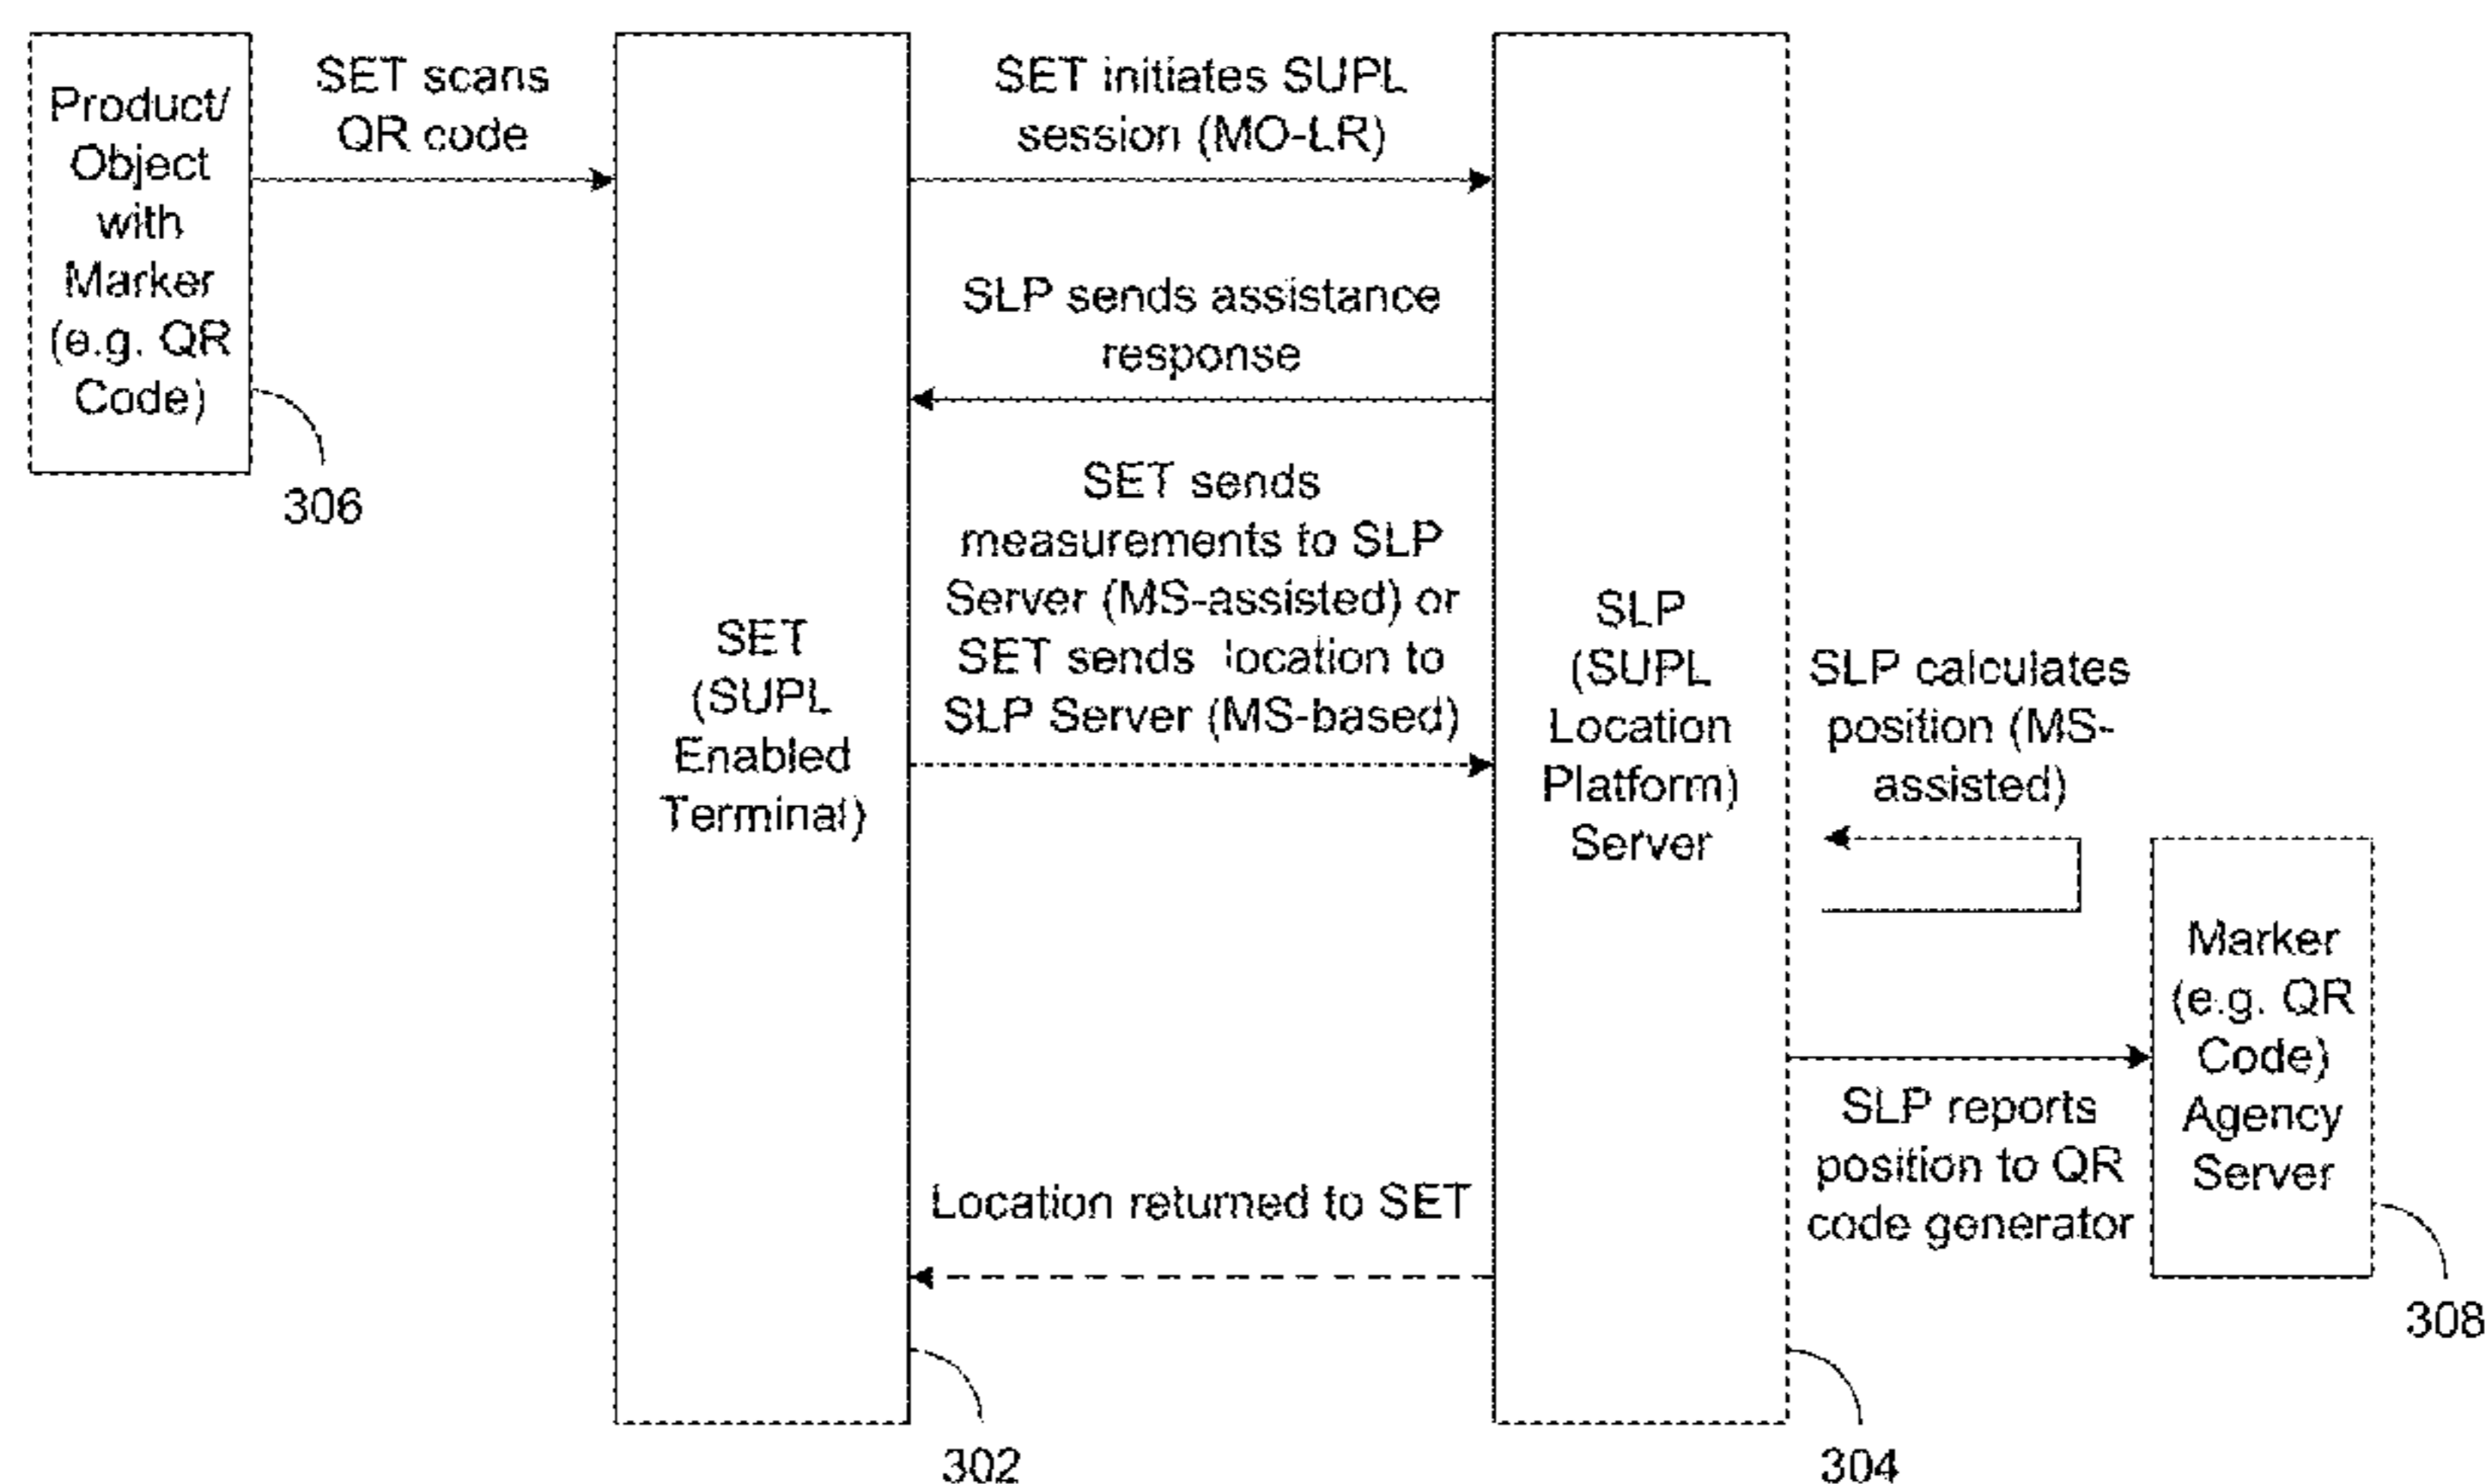 Product/
Object
with
Marker
(e.g. QR
Code)
306
SET scans
QR code
SET
(SUPL
Enabled
Terminal)
302
SET initiates SUPL
session (MO-LR)
SLP sends assistance
response
SET sends
measurements to SLP
Server (MS-assisted) or
SET sends location to
SLP Server (MS-based)
Location returned to SET
SLP
(SUPL
Location
Platform)
Server
304
SLP calculates
position (MS-
assisted)
SLP reports
position to QR
code generator
Marker
(e.g. QR
Code)
Agency
Server
308